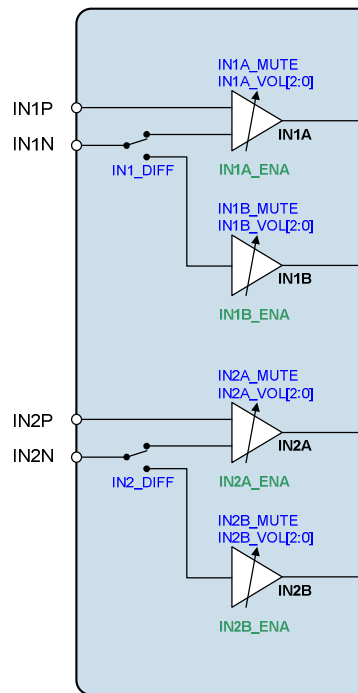 IN1A_MUTE
IN1A_VOL[2:0]
IN1P
IN1A
IN1N
IN1_DIFF
IN1A_ENA
IN1B_MUTE
IN1B_VOL[2:0]
IN1B
IN1B_ENA
IN2A_MUTE
IN2A_VOL[2:0]
IN2P
IN2A
IN2N
IN2_DIFF
IN2A_ENA
IN2B_MUTE
IN2B_VOL[2:0]
IN2B
IN2B_ENA